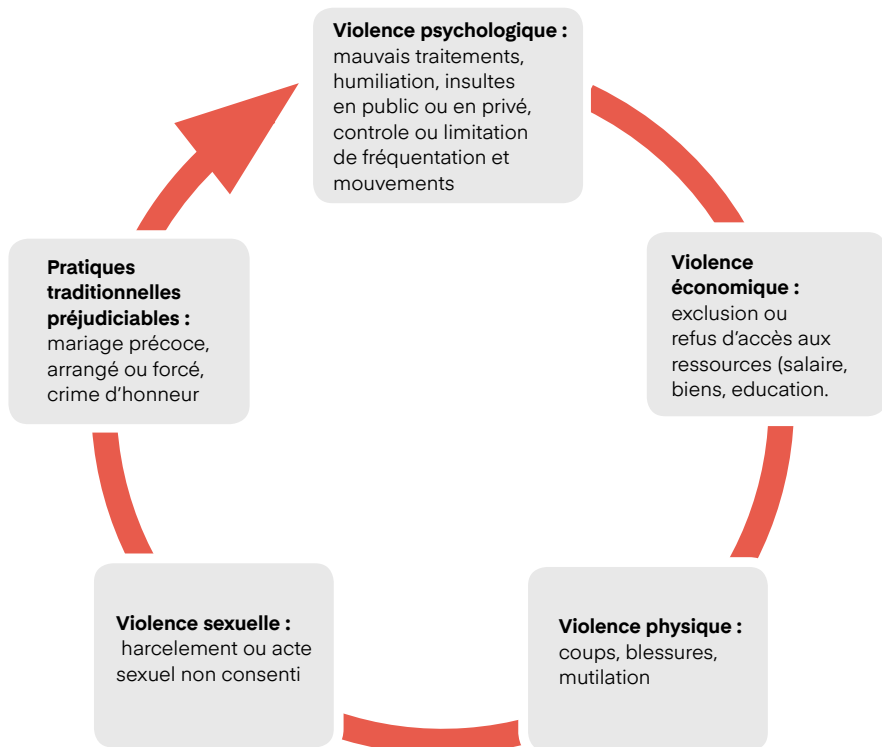 Violence psychologique :
mauvais traitements,
humiliation, insultes
en public ou en privé,
controle ou limitation
de fréquentation et
mouvements
Violence
économique :
exclusion ou
refus d’accès aux
ressources (salaire,
biens, education.
Violence physique :
coups, blessures,
mutilation
Violence sexuelle :
harcelement ou acte
sexuel non consenti
Pratiques
traditionnelles
préjudiciables :
mariage précoce,
arrangé ou forcé,
crime d’honneur